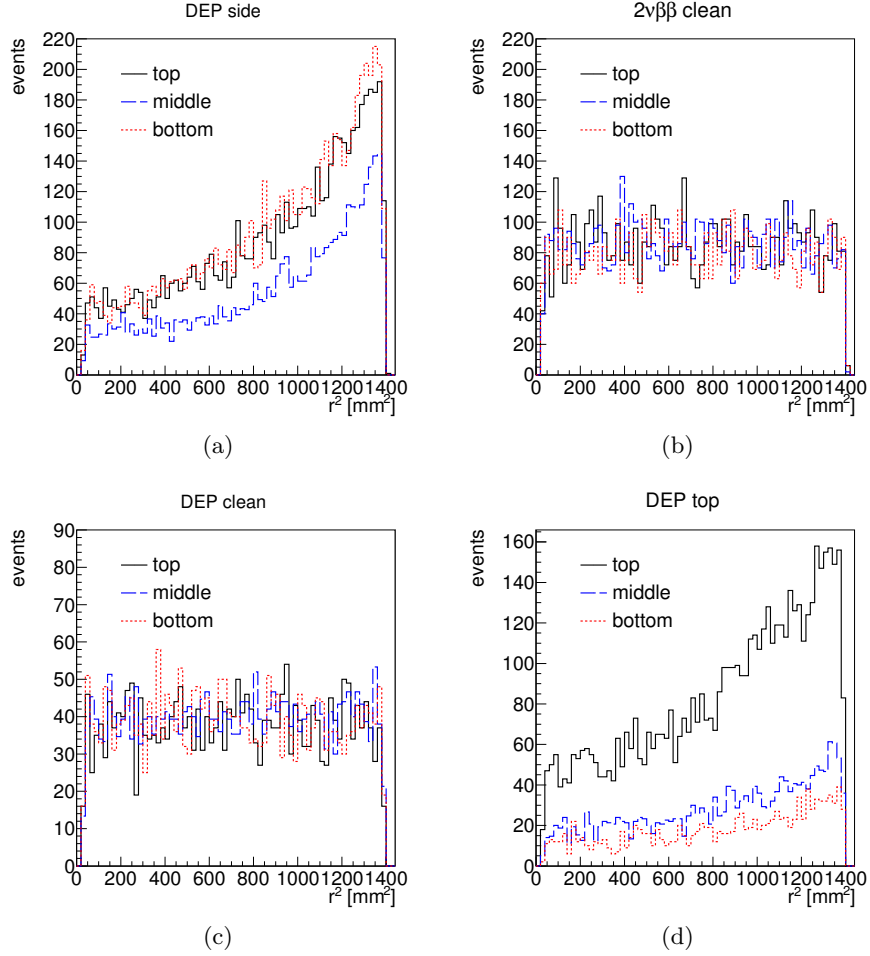 DEP side
events
220
200
180
160
140
120
100
80
60
40
20
0
top
middle
bottom
0 200 400 600 800 1000 1200 1400
r² [mm²]
(a)
2νββ clean
events
220
200
180
160
140
120
100
80
60
40
20
0
top
middle
bottom
0 200 400 600 800 1000 1200 1400
r² [mm²]
(b)
DEP clean
events
90
80
70
60
50
40
30
20
10
0
top
middle
bottom
0 200 400 600 800 1000 1200 1400
r² [mm²]
(c)
DEP top
events
160
140
120
100
80
60
40
20
0
top
middle
bottom
0 200 400 600 800 1000 1200 1400
r² [mm²]
(d)